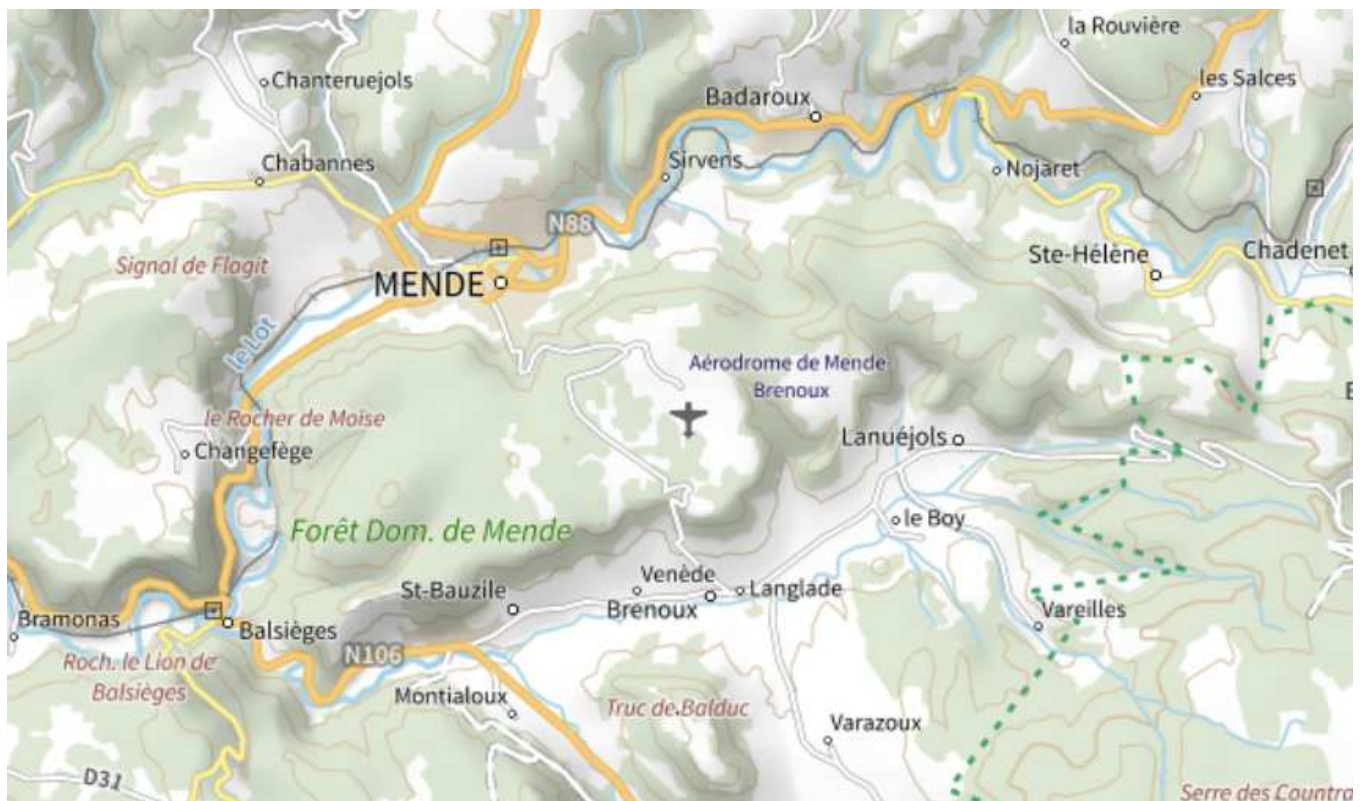 la Rouvière
Chanteruejols
les Salces
Badaroux
Chabannes
Sirvens
Nojaret
N88
Signal de Flagit
Ste-Hélène
Chadenet
MENDE
le Lot
Aérodrome de Mende
Brenoux
le Rocher de Moïse
Changefège
Lanuéjols
le Boy
Forêt Dom. de Mende
Venède
St-Bauzile
Brenoux
Langlade
Vareilles
Bramonas
Balsièges
N106
Roch. le Lion de
Balsièges
Montialoux
Truc de Balduc
Varazoux
D31
Serre des Countra